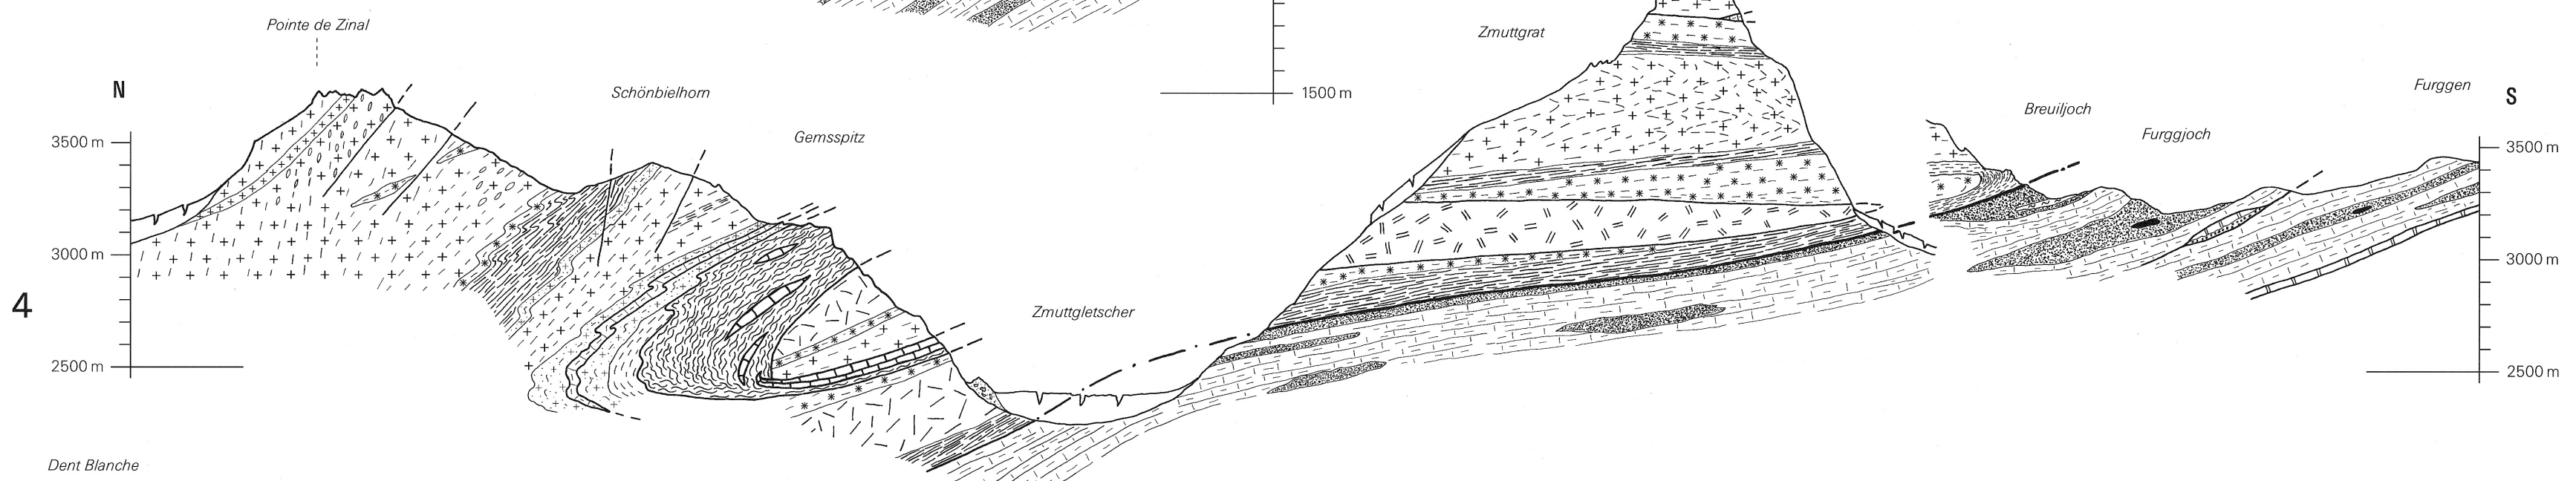 Pointe de Zinal
Zmuttgrat
N
Schönbielhorn
1500 m
Furggen
S
Breuiljoch
3500 m
Gemsspitz
Furggjoch
3500 m
3000 m
3000 m
4
Zmuttgletscher
2500 m
2500 m
Dent Blanche